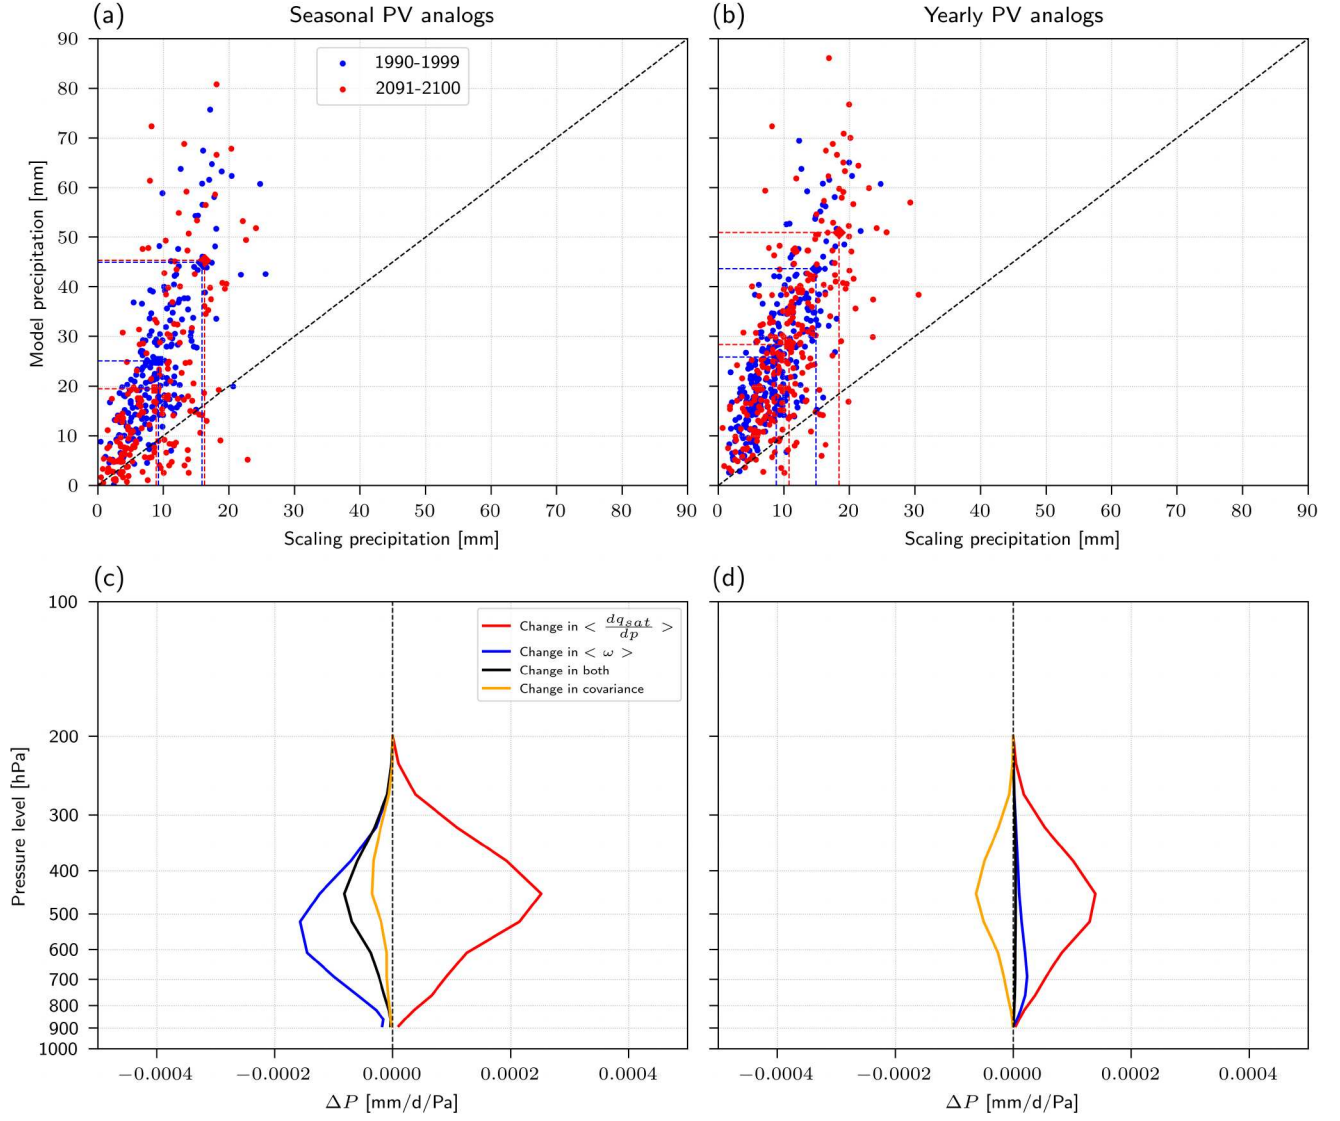 (a)
Seasonal PV analogs
(b)
Yearly PV analogs
1990-1999
2091-2100
Model precipitation [mm]
90
80
70
60
50
40
30
20
10
0
0 10 20 30 40 50 60 70 80 90
Scaling precipitation [mm]
0 10 20 30 40 50 60 70 80 90
Scaling precipitation [mm]
(c)
(d)
Change in < dq_sat/dp >
Change in < ω >
Change in both
Change in covariance
Pressure level [hPa]
100
200
300
400
500
600
700
800
900
1000
−0.0004 −0.0002 0.0000 0.0002 0.0004
ΔP [mm/d/Pa]
−0.0004 −0.0002 0.0000 0.0002 0.0004
ΔP [mm/d/Pa]